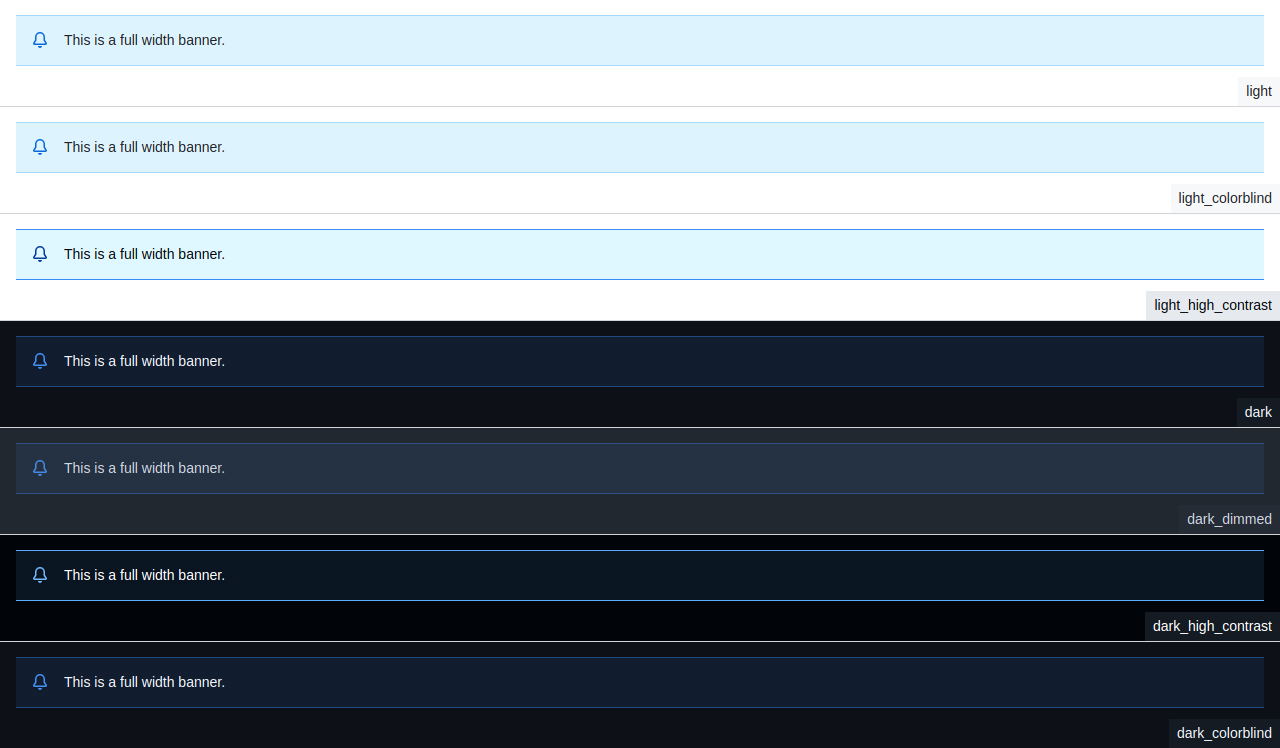 This is a full width banner.
light
This is a full width banner.
light_colorblind
This is a full width banner.
light_high_contrast
This is a full width banner.
dark
This is a full width banner.
dark_dimmed
This is a full width banner.
dark_high_contrast
This is a full width banner.
dark_colorblind